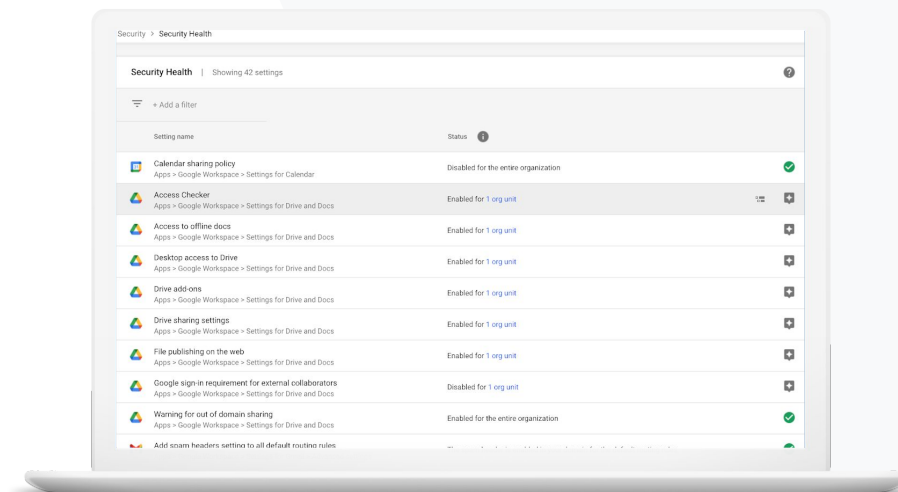 Security > Security Health
Security Health | Showing 42 settings
+ Add a filter
Setting name Status
Calendar sharing policy
Apps > Google Workspace > Settings for Calendar
Disabled for the entire organization
Access Checker
Apps > Google Workspace > Settings for Drive and Docs
Enabled for 1 org unit
Access to offline docs
Apps > Google Workspace > Settings for Drive and Docs
Enabled for 1 org unit
Desktop access to Drive
Apps > Google Workspace > Settings for Drive and Docs
Enabled for 1 org unit
Drive add-ons
Apps > Google Workspace > Settings for Drive and Docs
Enabled for 1 org unit
Drive sharing settings
Apps > Google Workspace > Settings for Drive and Docs
Enabled for 1 org unit
File publishing on the web
Apps > Google Workspace > Settings for Drive and Docs
Enabled for 1 org unit
Google sign-in requirement for external collaborators
Apps > Google Workspace > Settings for Drive and Docs
Disabled for 1 org unit
Warning for out of domain sharing
Apps > Google Workspace > Settings for Drive and Docs
Enabled for the entire organization
Add spam headers setting to all default routing rules